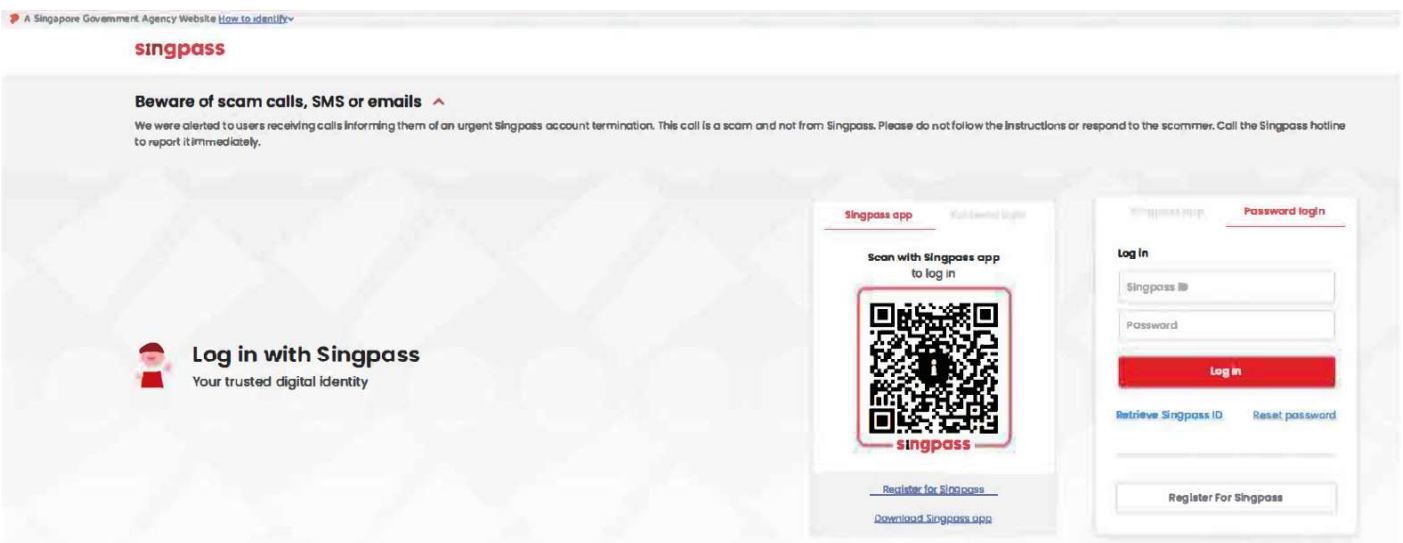 A Singapore Government Agency Website How to identify
singpass
Beware of scam calls, SMS or emails
We were alerted to users receiving calls informing them of an urgent Singpass account termination. This call is a scam and not from Singpass. Please do not follow the instructions or respond to the scammer. Call the Singpass hotline
to report it immediately.
Singpass app Password login
Scan with Singpass app
to log in
singpass
Register for Singpass
Download Singpass app
Singpass app Password login
Log in
Singpass ID
Password
Log in
Retrieve Singpass ID Reset password
Register For Singpass
Log in with Singpass
Your trusted digital identity